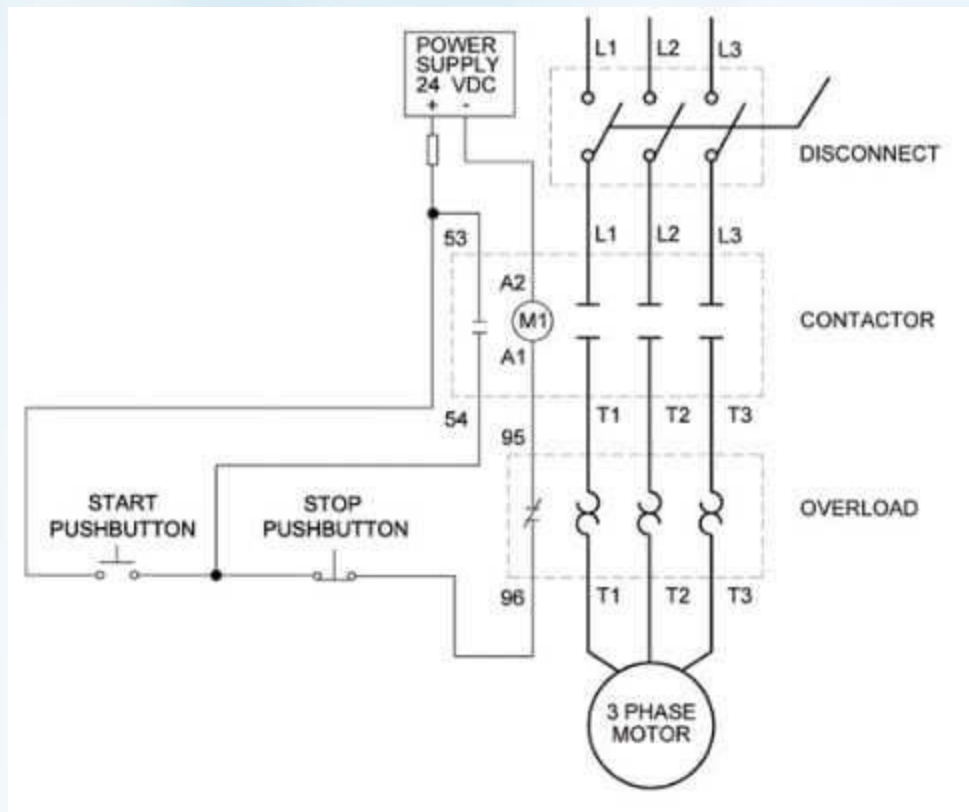 POWER
SUPPLY
24 VDC
+ -
L1 L2 L3
DISCONNECT
53
L1 L2 L3
A2
M1
CONTACTOR
A1
54
T1 T2 T3
95
START
PUSHBUTTON
STOP
PUSHBUTTON
OVERLOAD
96
T1 T2 T3
3 PHASE
MOTOR